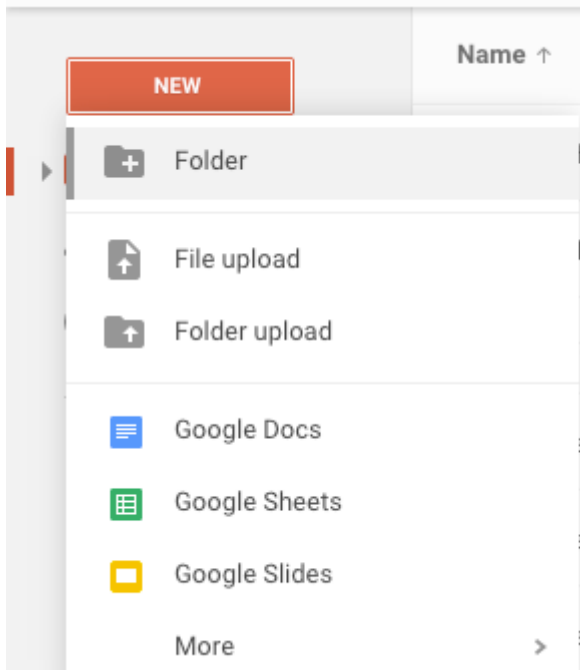 Name ↑
NEW
Folder
File upload
Folder upload
Google Docs
Google Sheets
Google Slides
More